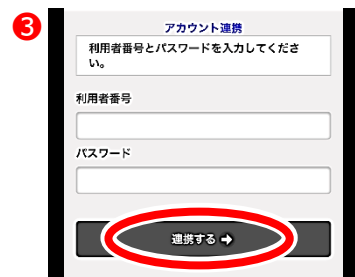 ❸
アカウント連携
利用者番号とパスワードを入力してくださ
い。
利用者番号
パスワード
連携する ➔